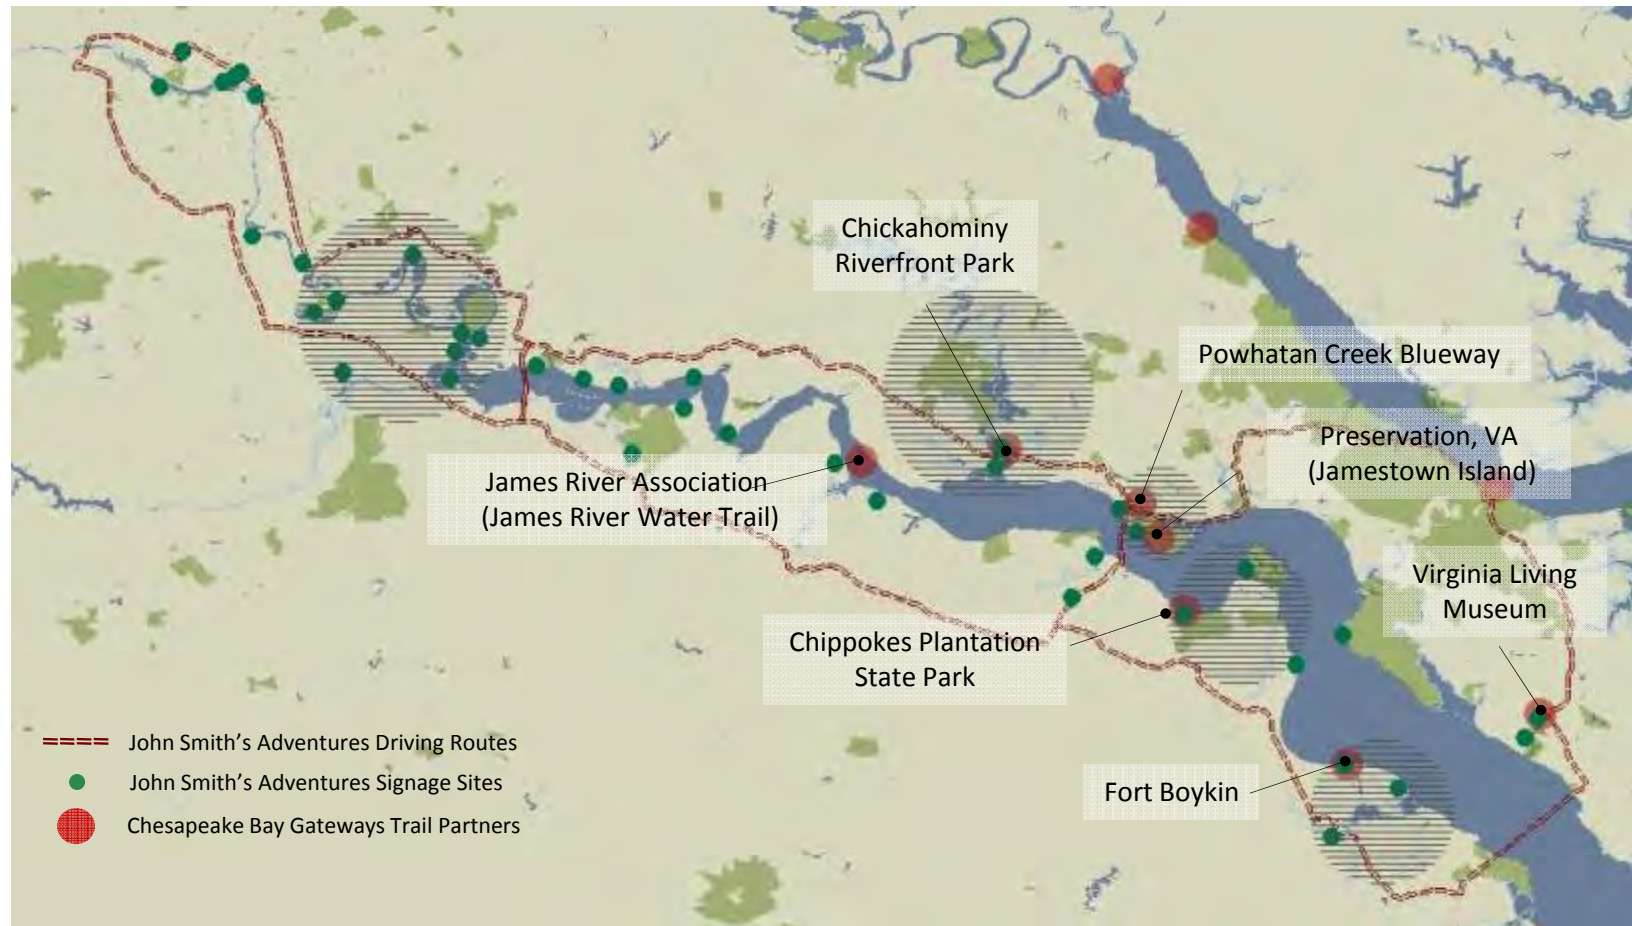 Chickahominy
Riverfront Park
Powhatan Creek Blueway
Preservation, VA
(Jamestown Island)
James River Association
(James River Water Trail)
Virginia Living
Museum
Chippokes Plantation
State Park
Fort Boykin
John Smith's Adventures Driving Routes
John Smith's Adventures Signage Sites
Chesapeake Bay Gateways Trail Partners